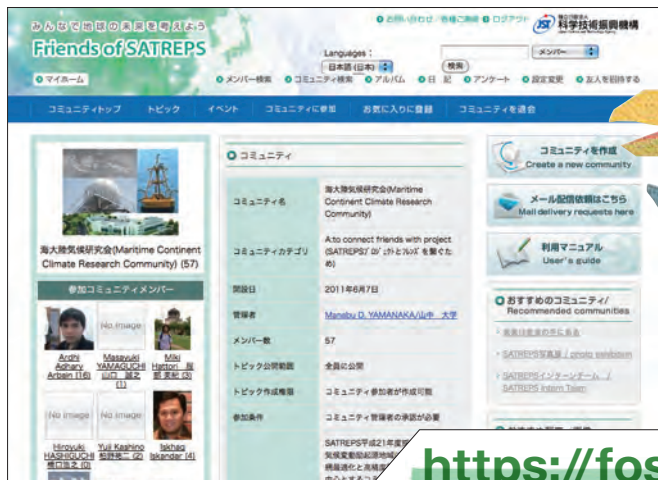 みんなで地球の未来を考えよう
Friends of SATREPS
お問い合わせ／各種ご連絡 ログアウト
JST 科学技術振興機構
Languages：
日本語 (日本) 検索 メンバー
マイホーム
メンバー検索 コミュニティ検索 アルバム 日 記 アンケート 設定変更 友人を招待する
コミュニティトップ トピック イベント コミュニティに参加 お気に入りに登録 コミュニティを退会
海大陸気候研究会(Maritime Continent
Climate Research Community) (57)
参加コミュニティメンバー
No image
Ardhi
Adhary
Arbain (16)
Masayuki
YAMAGUCHI
山口 誠之
(1)
Miki
Hattori 服
部 美紀 (3)
No image
No image
Hiroyuki
HASHIGUCHI
橋口浩之 (0)
Yuji Kashino
柏野祐二 (2)
Iskhaq
Iskandar (4)
コミュニティ
コミュニティ名
海大陸気候研究会(Maritime
Continent Climate Research
Community)
コミュニティカテゴリ
A:to connect friends with project
(SATREPSﾌﾟﾛｼﾞｪｸﾄとﾌﾚﾝｽﾞを繋ぐた
め)
開設日
2011年6月7日
管理者
Manabu D. YAMANAKA/山中 大学
メンバー数
57
トピック公開範囲
全員に公開
トピック作成権限
コミュニティ参加者が作成可能
参加条件
コミュニティ管理者の承認が必要
SATREPS平成21年度
気候変動起源地域
網最適化と高精度
コミュニティを作成
Create a new community
メール配信依頼はこちら
Mail delivery requests here
利用マニュアル
User's guide
おすすめのコミュニティ/
Recommended communities
SATREPS写真展 / photo exhibition
SATREPSインターンチーム /
SATREPS Intern Team
https://fos